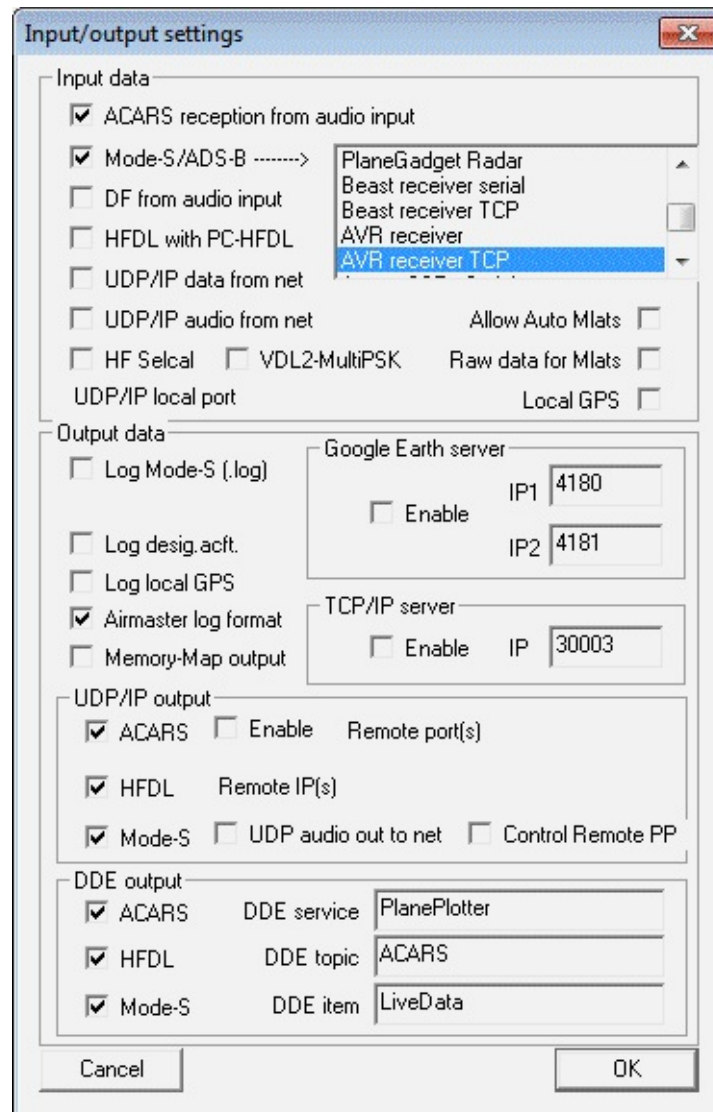 Input/output settings
Input data
ACARS reception from audio input
Mode-S/ADS-B -------->
PlaneGadget Radar
Beast receiver serial
Beast receiver TCP
AVR receiver
AVR receiver TCP
DF from audio input
HFDL with PC-HFDL
UDP/IP data from net
UDP/IP audio from net
Allow Auto Mlats
HF Selcal
VDL2-MultiPSK
Raw data for Mlats
UDP/IP local port
Local GPS
Output data
Log Mode-S (.log)
Log desig.acft.
Log local GPS
Airmaster log format
Memory-Map output
Google Earth server
Enable
IP1 4180
IP2 4181
TCP/IP server
Enable
IP 30003
UDP/IP output
ACARS
Enable
Remote port(s)
HFDL
Remote IP(s)
Mode-S
UDP audio out to net
Control Remote PP
DDE output
ACARS
DDE service PlanePlotter
HFDL
DDE topic ACARS
Mode-S
DDE item LiveData
Cancel
OK